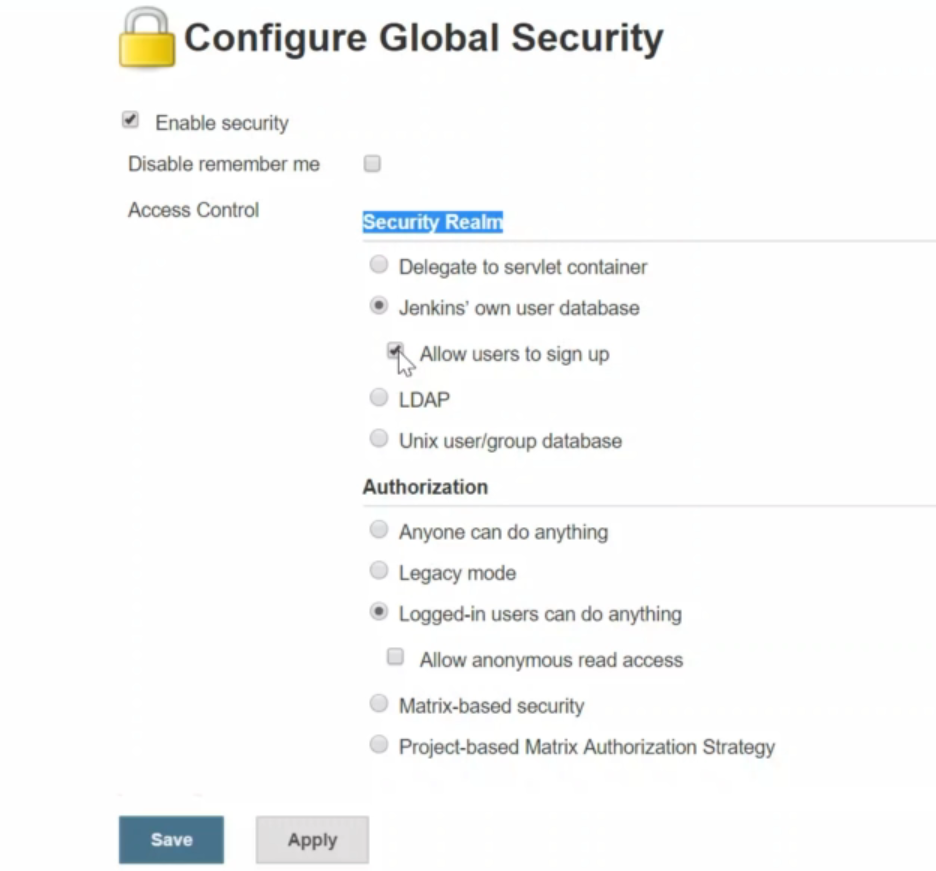 Configure Global Security
Enable security
Disable remember me
Access Control
Security Realm
Delegate to servlet container
Jenkins’ own user database
Allow users to sign up
LDAP
Unix user/group database
Authorization
Anyone can do anything
Legacy mode
Logged-in users can do anything
Allow anonymous read access
Matrix-based security
Project-based Matrix Authorization Strategy
Save
Apply